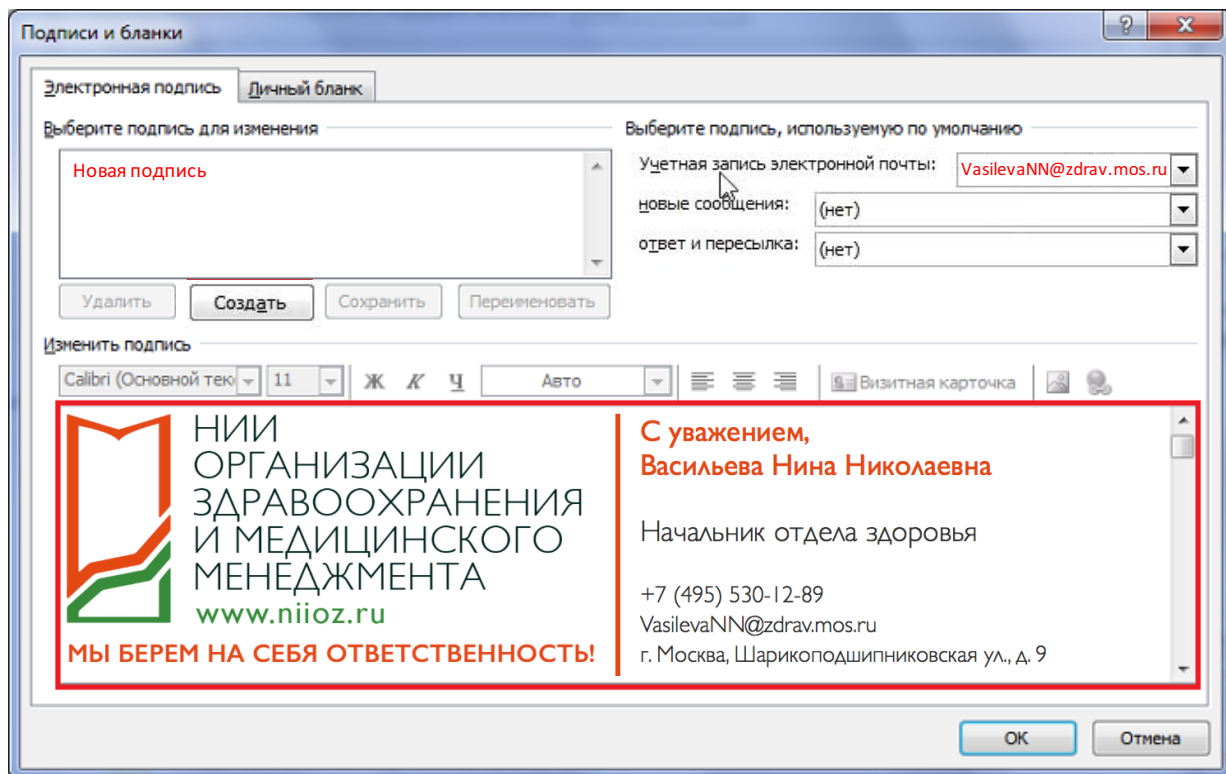 Подписи и бланки
Электронная подпись
Личный бланк
Выберите подпись для изменения
Новая подпись
Удалить
Создать
Сохранить
Переименовать
Выберите подпись, используемую по умолчанию
Учетная запись электронной почты:
VasilevaNN@zdrav.mos.ru
новые сообщения:
(нет)
ответ и пересылка:
(нет)
Изменить подпись
Calibri (Основной тек
11
Ж К Ч
Авто
Визитная карточка
НИИ
ОРГАНИЗАЦИИ
ЗДРАВООХРАНЕНИЯ
И МЕДИЦИНСКОГО
МЕНЕДЖМЕНТА
www.niioz.ru
МЫ БЕРЕМ НА СЕБЯ ОТВЕТСТВЕННОСТЬ!
С уважением,
Васильева Нина Николаевна
Начальник отдела здоровья
+7 (495) 530-12-89
VasilevaNN@zdrav.mos.ru
г. Москва, Шарикоподшипниковская ул., д. 9
ОК
Отмена